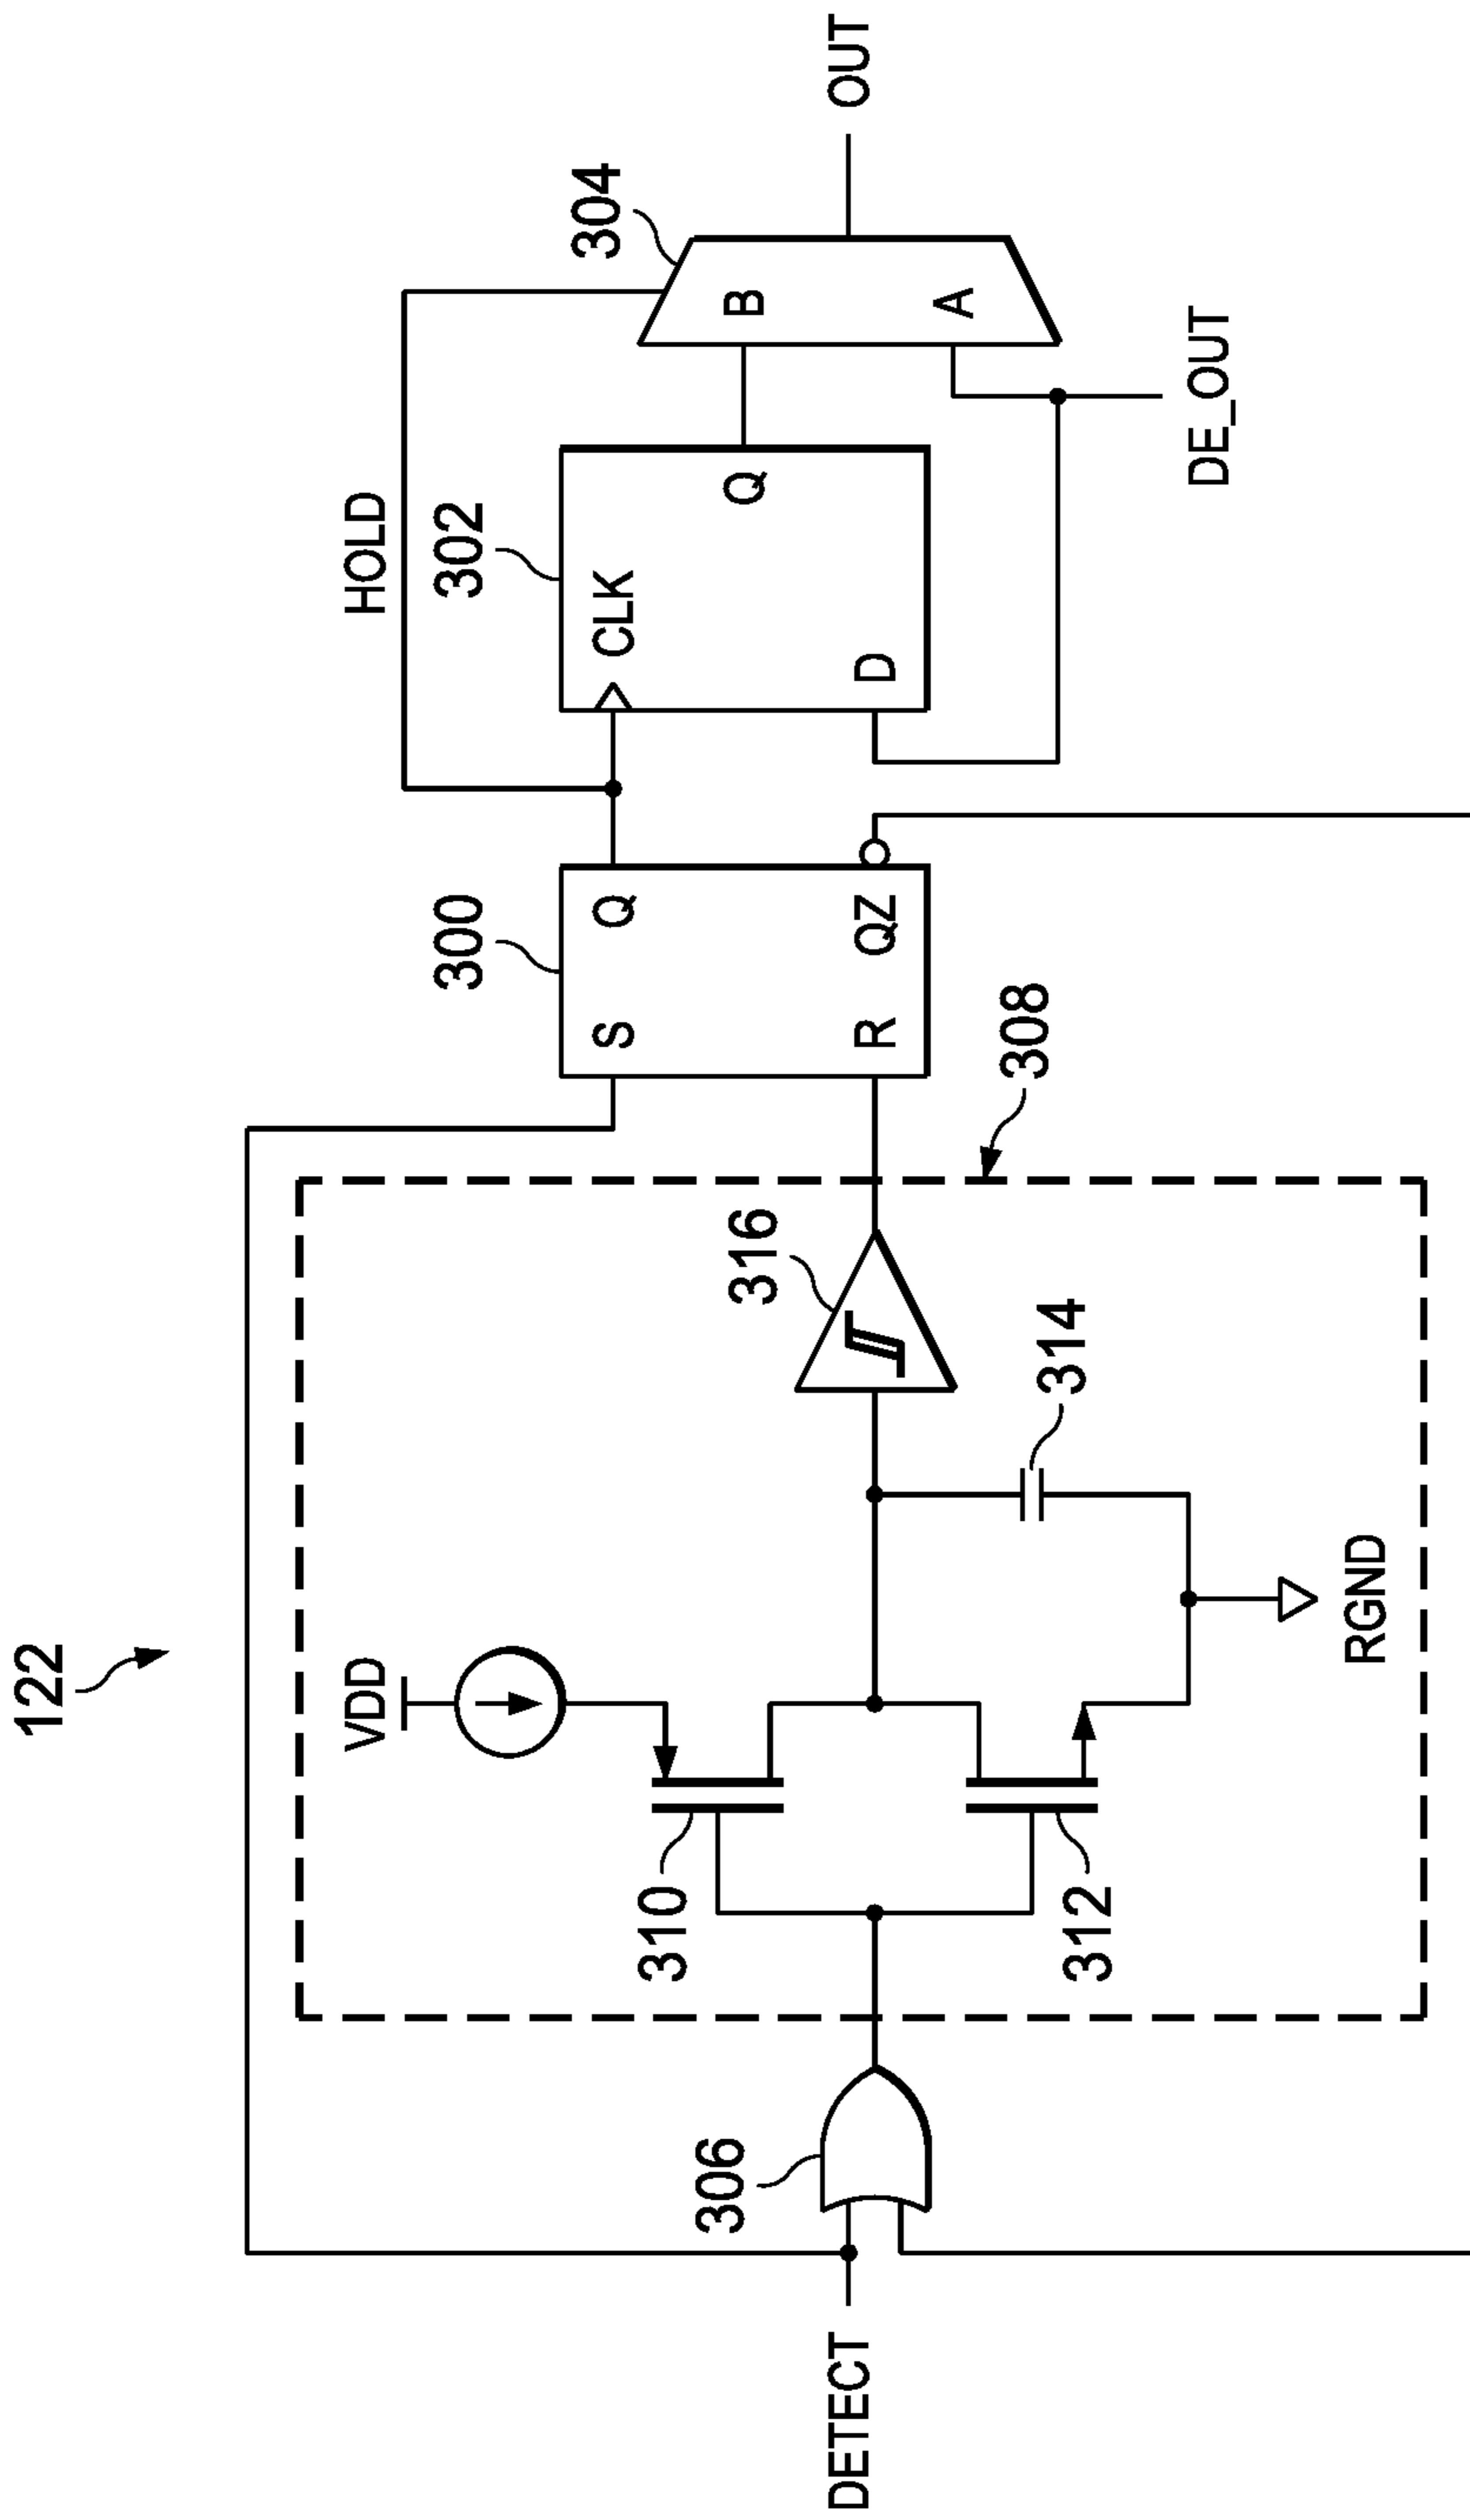 122
HOLD
304
302
300
VDD
316
CLK
B
OUT
S
Q
Q
310
306
DETECT
D
A
R
QZ
312
314
308
DE_OUT
RGND